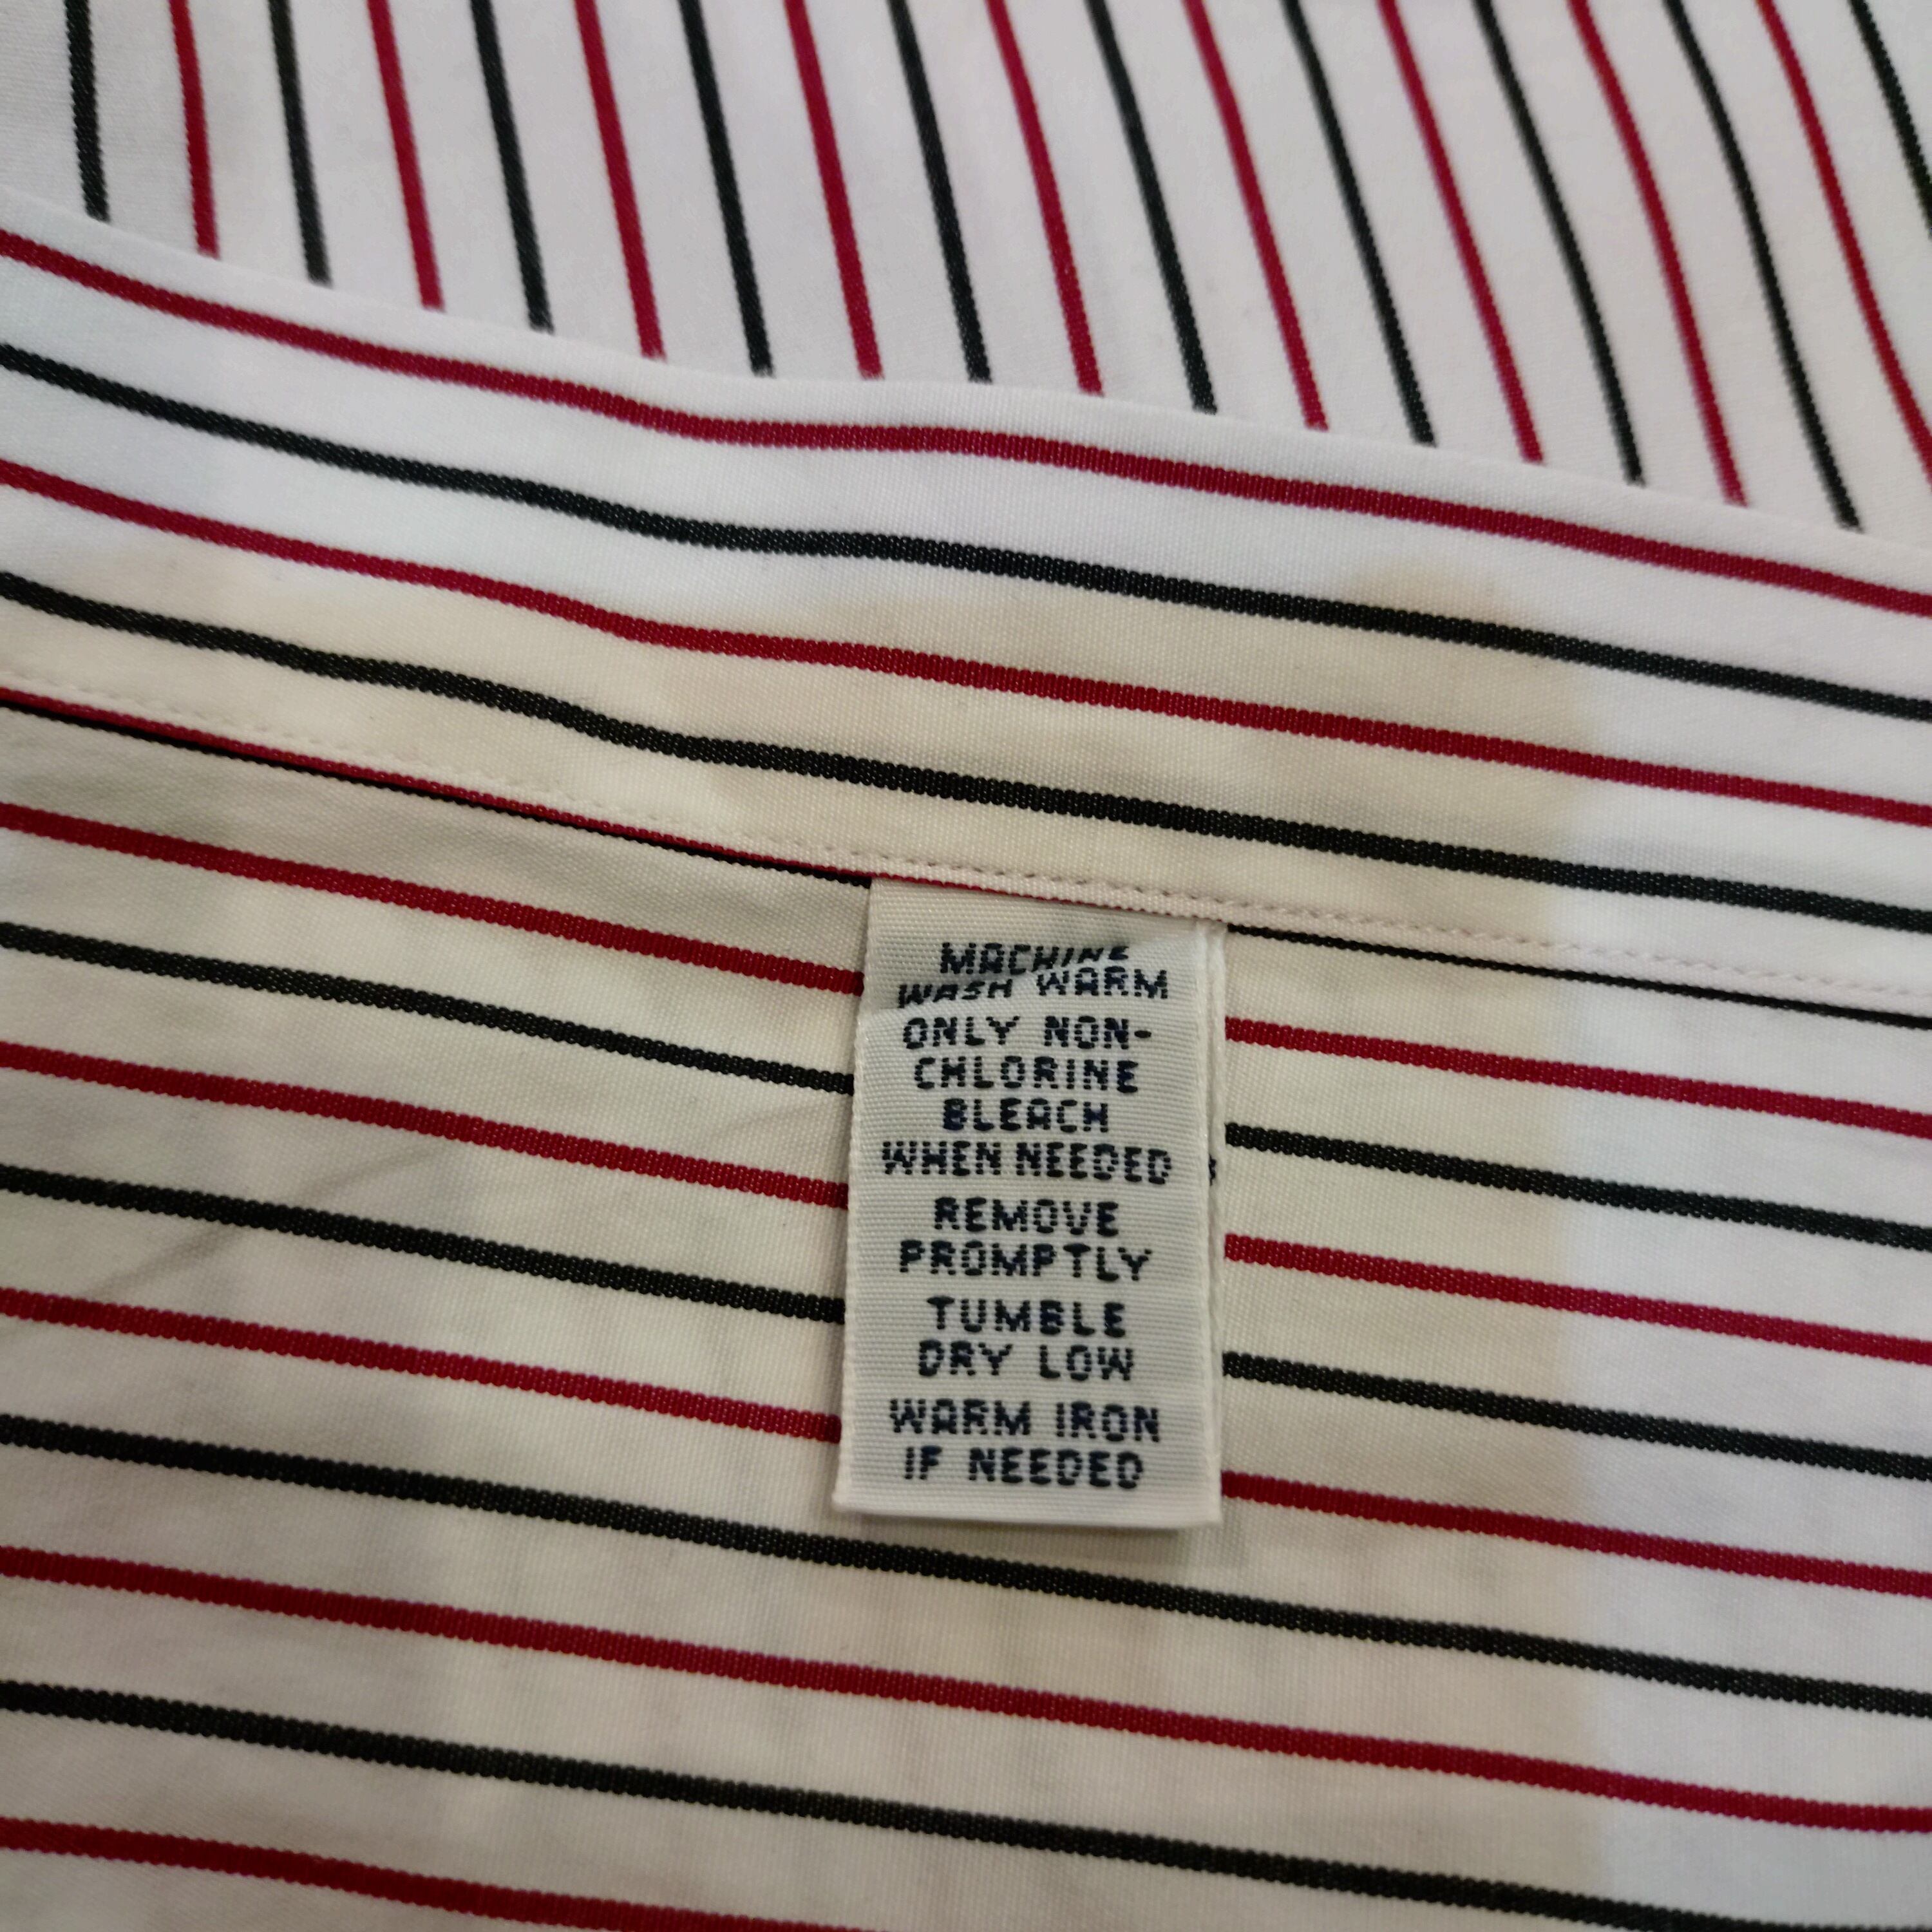 MACHINE
WASH WARM
ONLY NON-
CHLORINE
BLEACH
WHEN NEEDED
REMOVE
PROMPTLY
TUMBLE
DRY LOW
WARM IRON
IF NEEDED